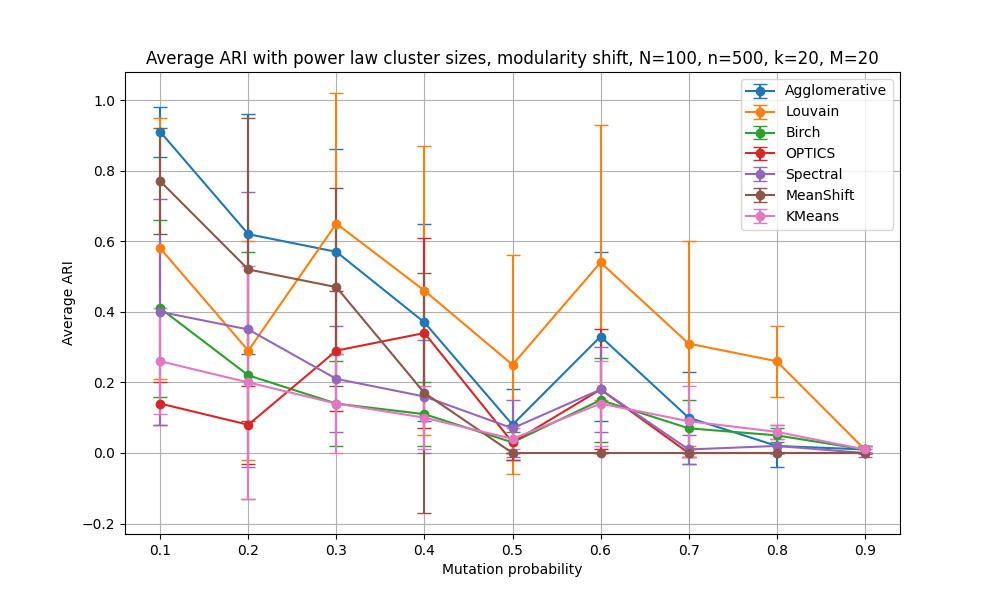 Average ARI with power law cluster sizes, modularity shift, N=100, n=500, k=20, M=20
Agglomerative
Louvain
Birch
OPTICS
Spectral
MeanShift
KMeans
Average ARI
1.0
0.8
0.6
0.4
0.2
0.0
−0.2
0.1 0.2 0.3 0.4 0.5 0.6 0.7 0.8 0.9
Mutation probability